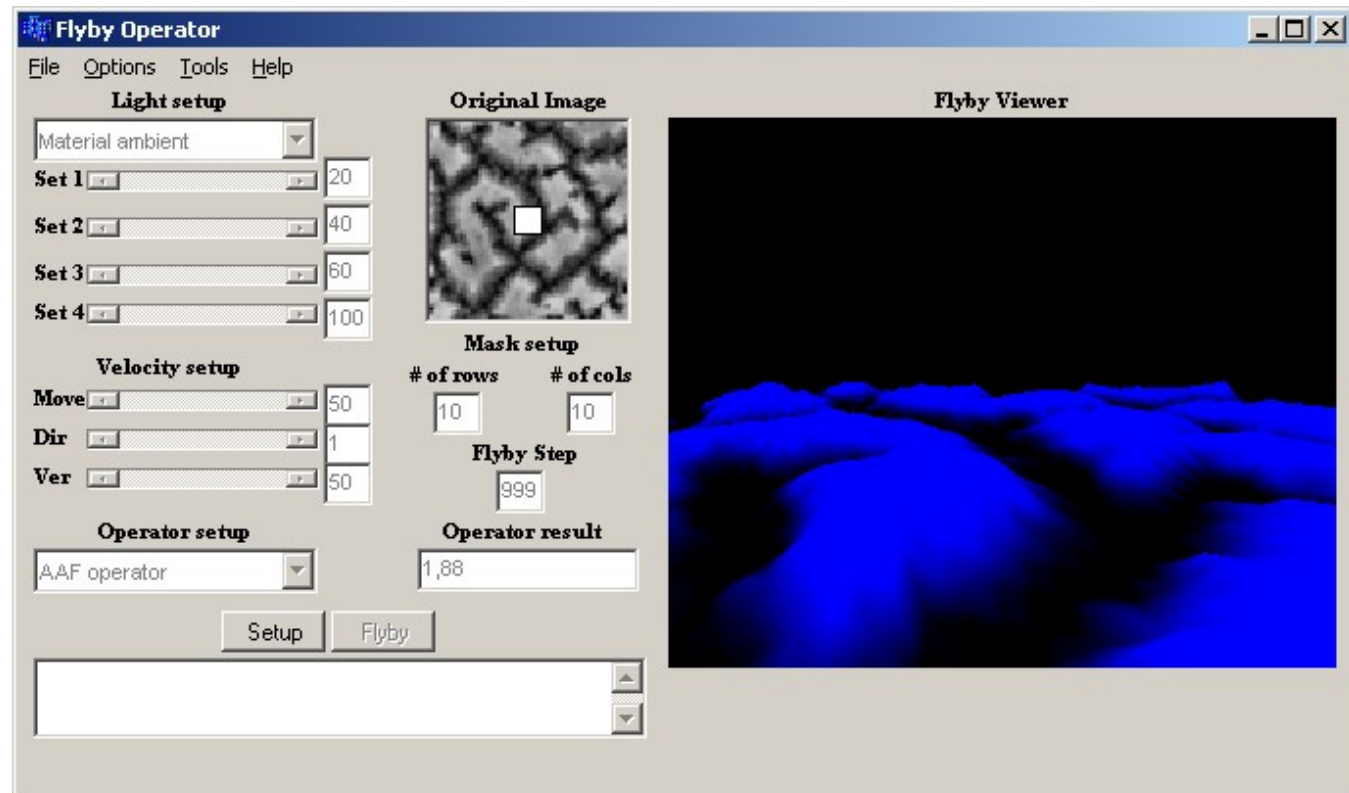 Flyby Operator
File Options Tools Help
Light setup
Material ambient
Set 1 20
Set 2 40
Set 3 60
Set 4 100
Velocity setup
Move 50
Dir 1
Ver 50
Operator setup
AAF operator
Original Image
Mask setup
# of rows # of cols
10 10
Flyby Step
999
Operator result
1,88
Setup Flyby
Flyby Viewer